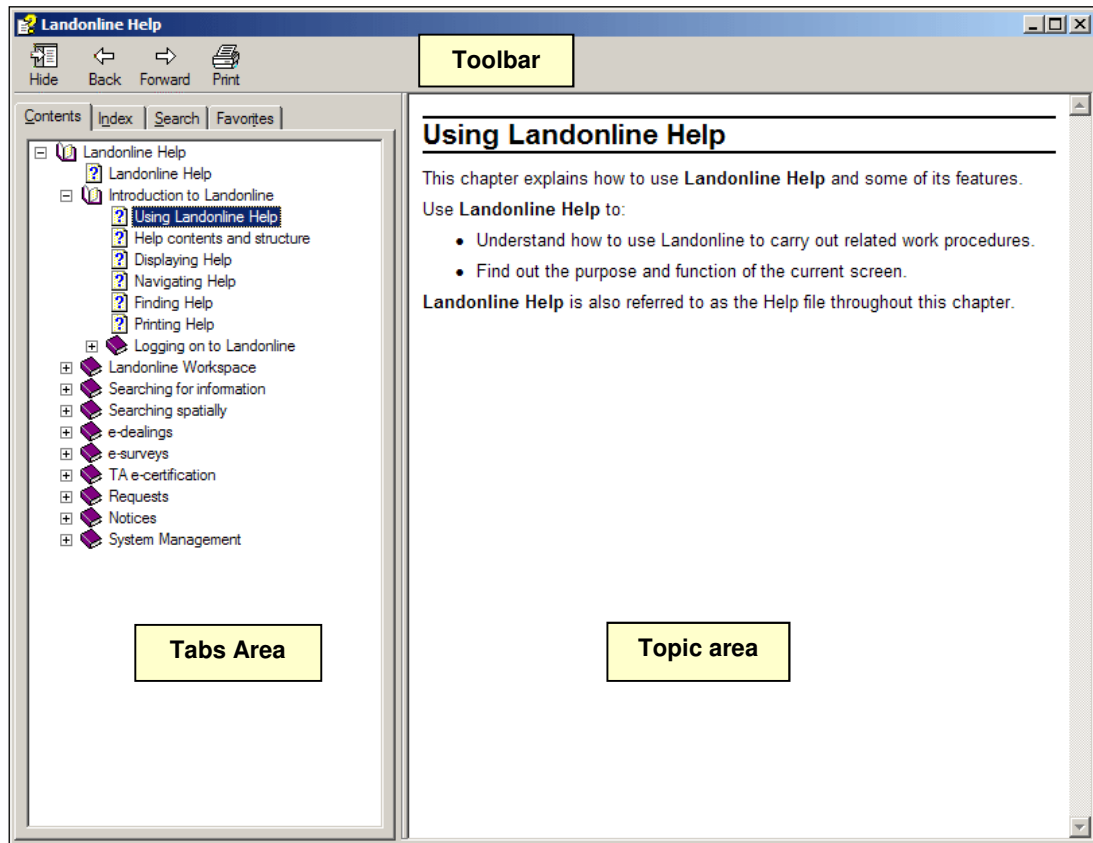 Landonline Help
Hide Back Forward Print
Toolbar
Contents Index Search Favorites
Landonline Help
Landonline Help
Introduction to Landonline
Using Landonline Help
Help contents and structure
Displaying Help
Navigating Help
Finding Help
Printing Help
Logging on to Landonline
Landonline Workspace
Searching for information
Searching spatially
e-dealings
e-surveys
TA e-certification
Requests
Notices
System Management
Tabs Area
Using Landonline Help
This chapter explains how to use Landonline Help and some of its features.
Use Landonline Help to:
• Understand how to use Landonline to carry out related work procedures.
• Find out the purpose and function of the current screen.
Landonline Help is also referred to as the Help file throughout this chapter.
Topic area